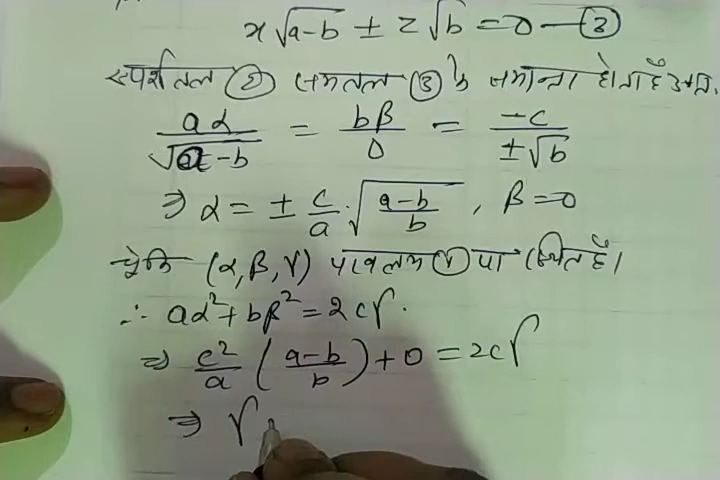 x√(a-b) ± z√b = 0 — ③
स्पर्शतल ② समतल ③ के समान्तर होता है अतः
aα/√(a-b) = bβ/0 = -c/±√b
⇒ α = ± c/a · √((a-b)/b) , β = 0
चूँकि (α, β, γ) परवलयज ① पर स्थित है।
∴ aα² + bβ² = 2cγ.
⇒ c²/a ((a-b)/b) + 0 = 2cγ
⇒ γ